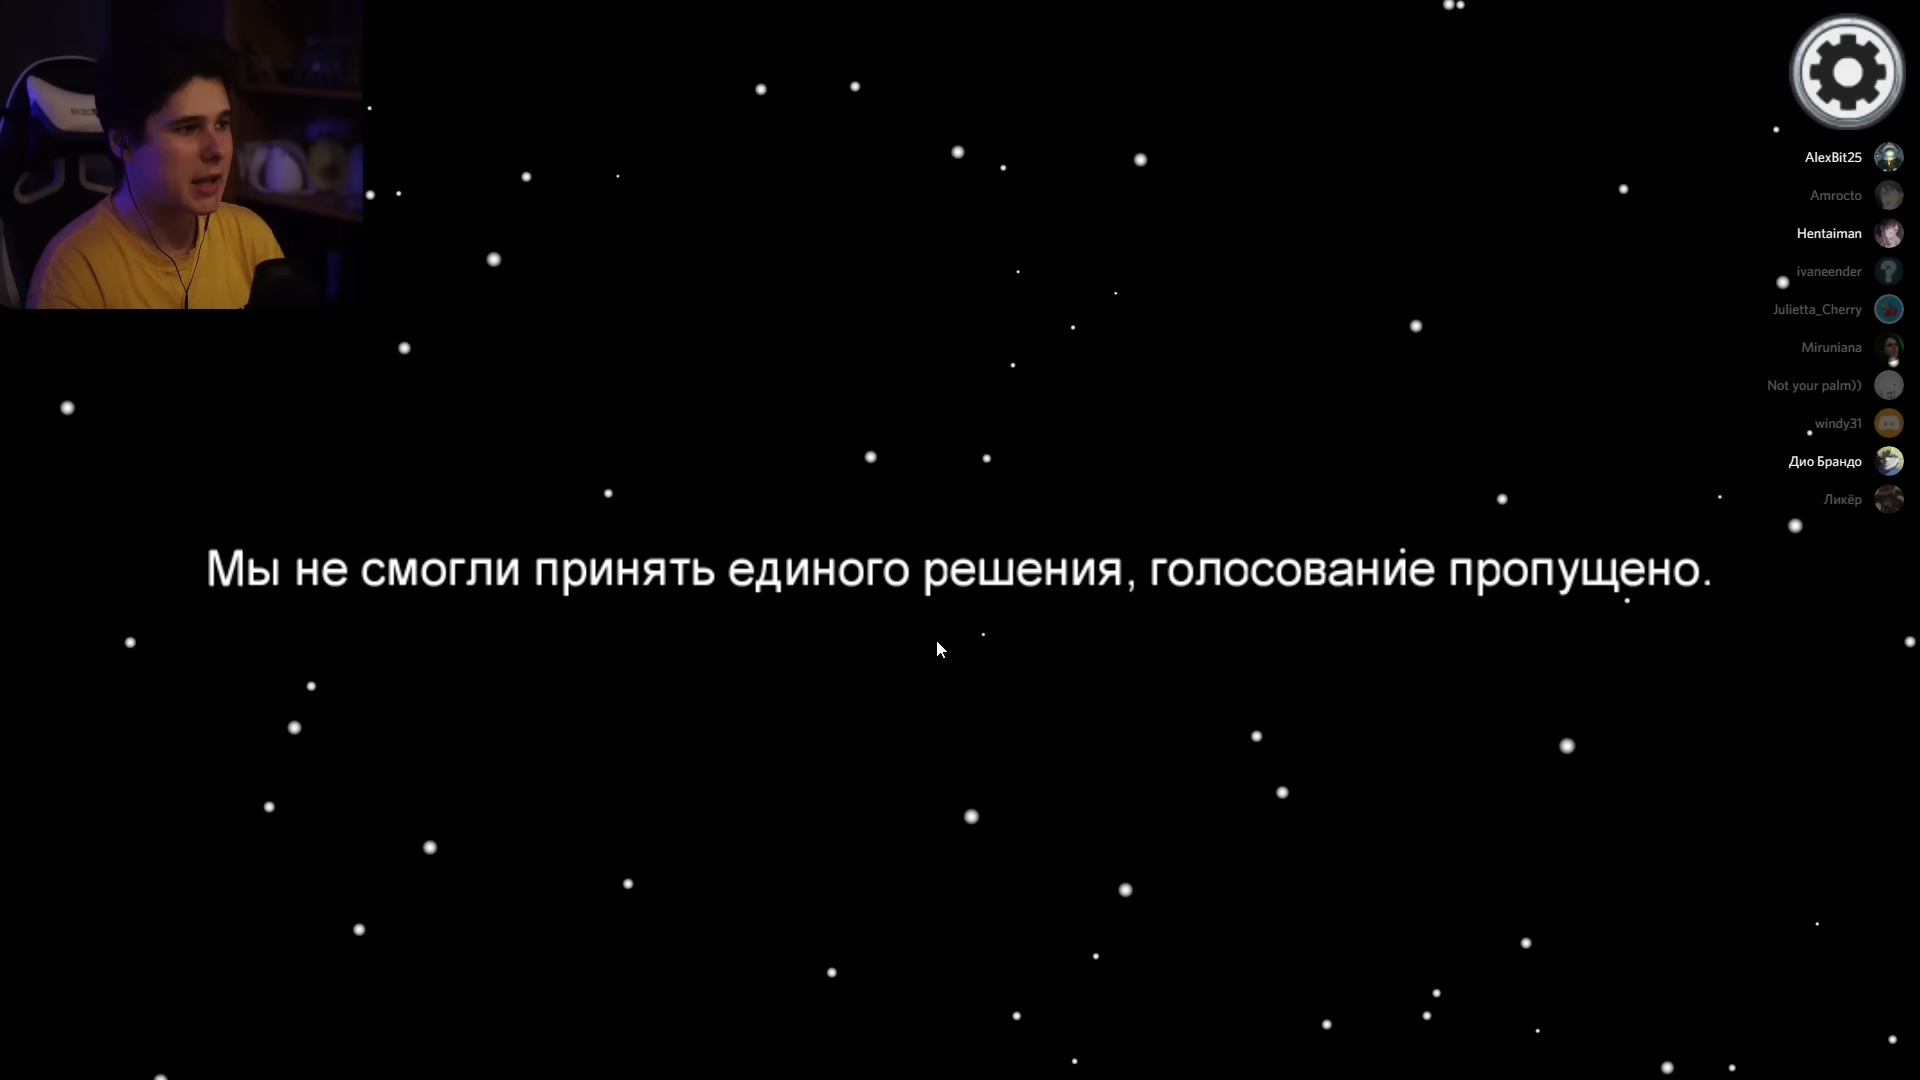 AlexBit25
Amrocto
Hentaiman
ivaneender
Julietta_Cherry
Miruniana
Not your palm))
windy31
Дио Брандо
Ликёр
Мы не смогли принять единого решения, голосование пропущено.